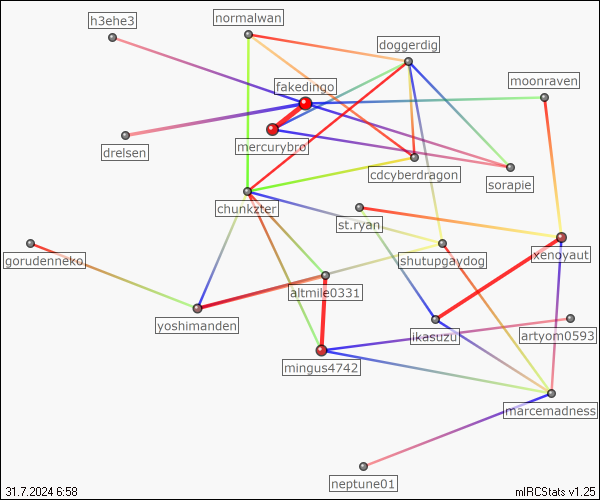 h3ehe3
normalwan
doggerdig
fakedingo
moonraven
drelsen
mercurybro
cdcyberdragon
sorapie
chunkzter
st.ryan
gorudenneko
shutupgaydog
xenoyaut
altmile0331
yoshimanden
ikasuzu
artyom0593
mingus4742
marcemadness
neptune01
31.7.2024 6:58
mIRCStats v1.25